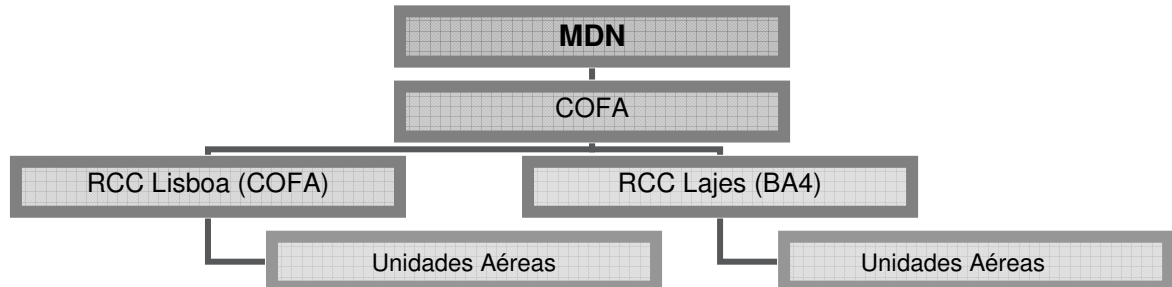 MDN
COFA
RCC Lisboa (COFA)
RCC Lajes (BA4)
Unidades Aéreas
Unidades Aéreas